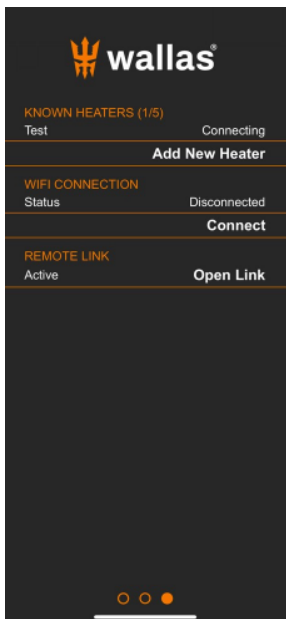 wallas®
KNOWN HEATERS (1/5)
Test Connecting
Add New Heater
WIFI CONNECTION
Status Disconnected
Connect
REMOTE LINK
Active Open Link